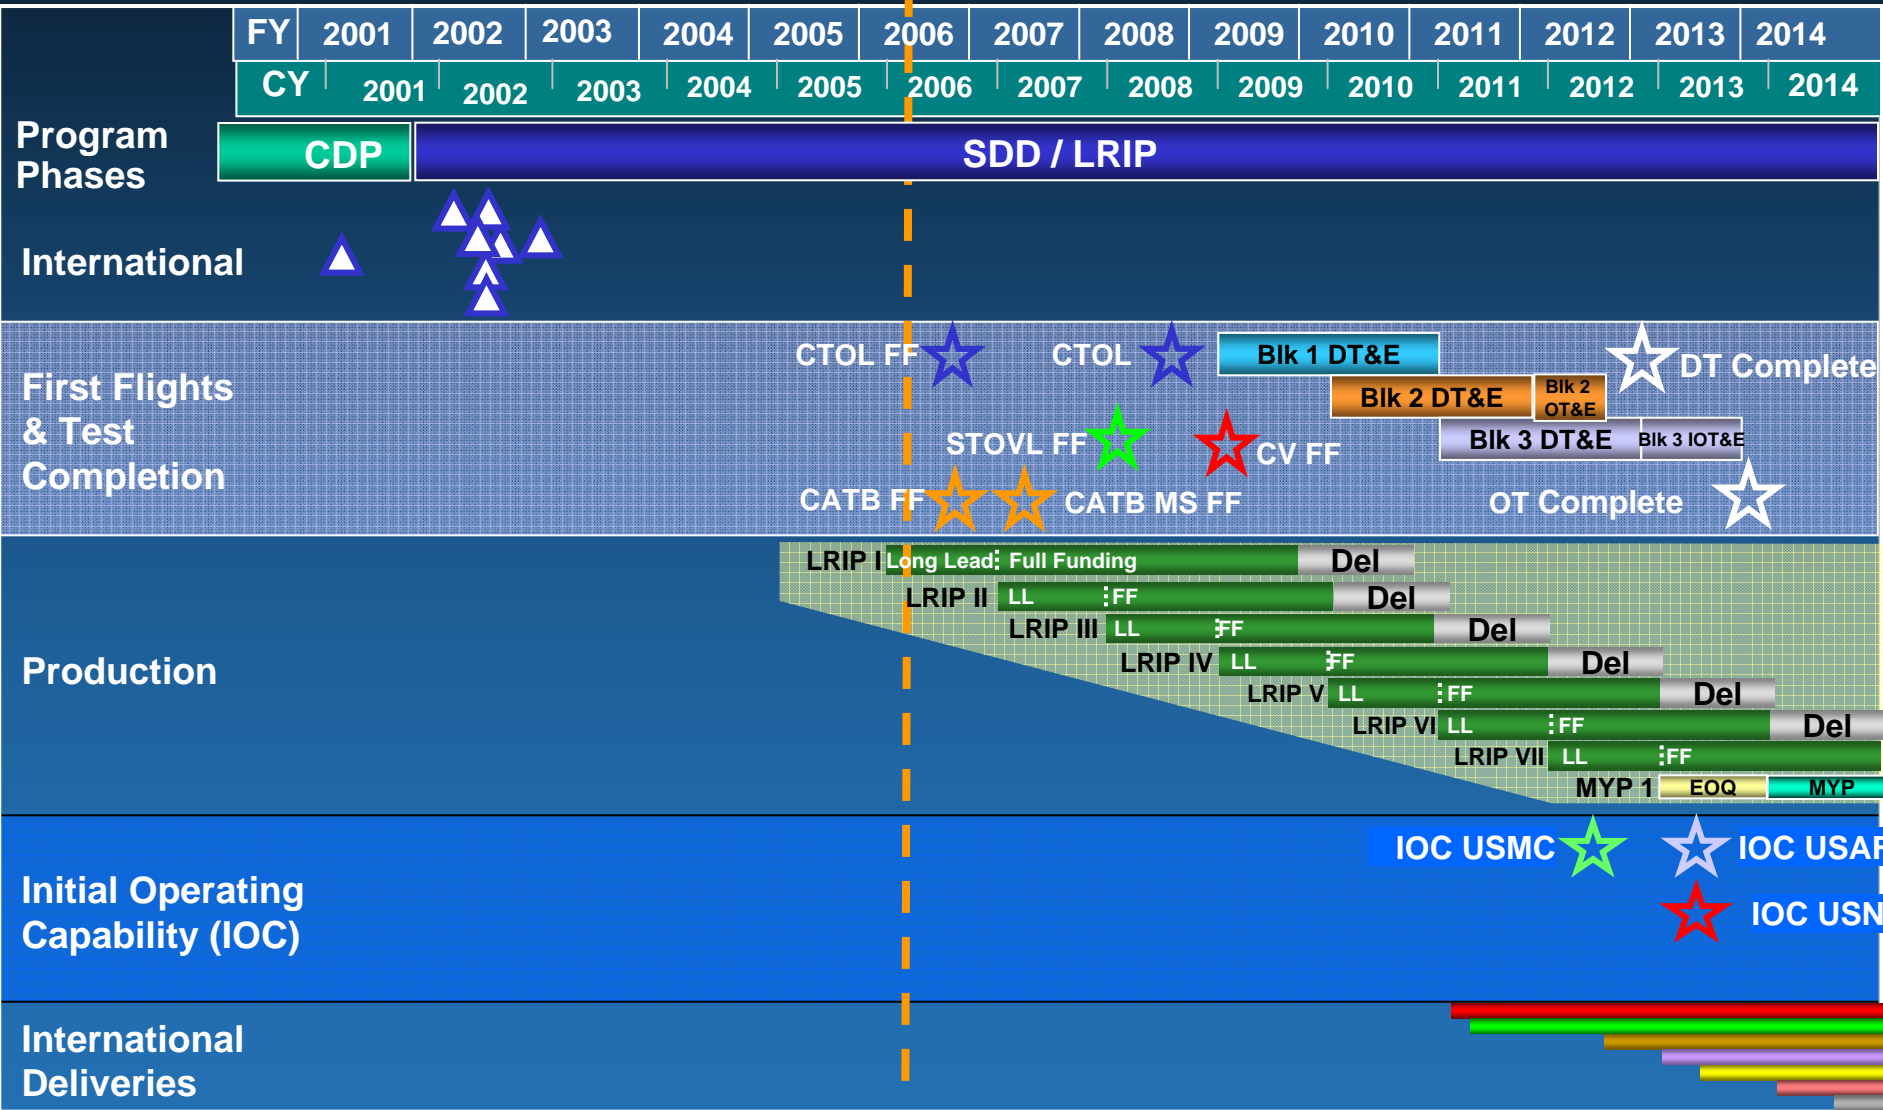 FY 2001 2002 2003 2004 2005 2006 2007 2008 2009 2010 2011 2012 2013 2014
CY 2001 2002 2003 2004 2005 2006 2007 2008 2009 2010 2011 2012 2013 2014
Program
Phases
CDP SDD / LRIP
International
First Flights
& Test
Completion
CTOL FF CTOL Blk 1 DT&E DT Complete
Blk 2 DT&E Blk 2
OT&E
STOVL FF CV FF Blk 3 DT&E Blk 3 IOT&E
CATB FF CATB MS FF OT Complete
Production
LRIP I Long Lead Full Funding Del
LRIP II LL FF Del
LRIP III LL FF Del
LRIP IV LL FF Del
LRIP V LL FF Del
LRIP VI LL FF Del
LRIP VII LL FF
MYP 1 EOQ MYP
Initial Operating
Capability (IOC)
IOC USMC IOC USAF
IOC USN
International
Deliveries